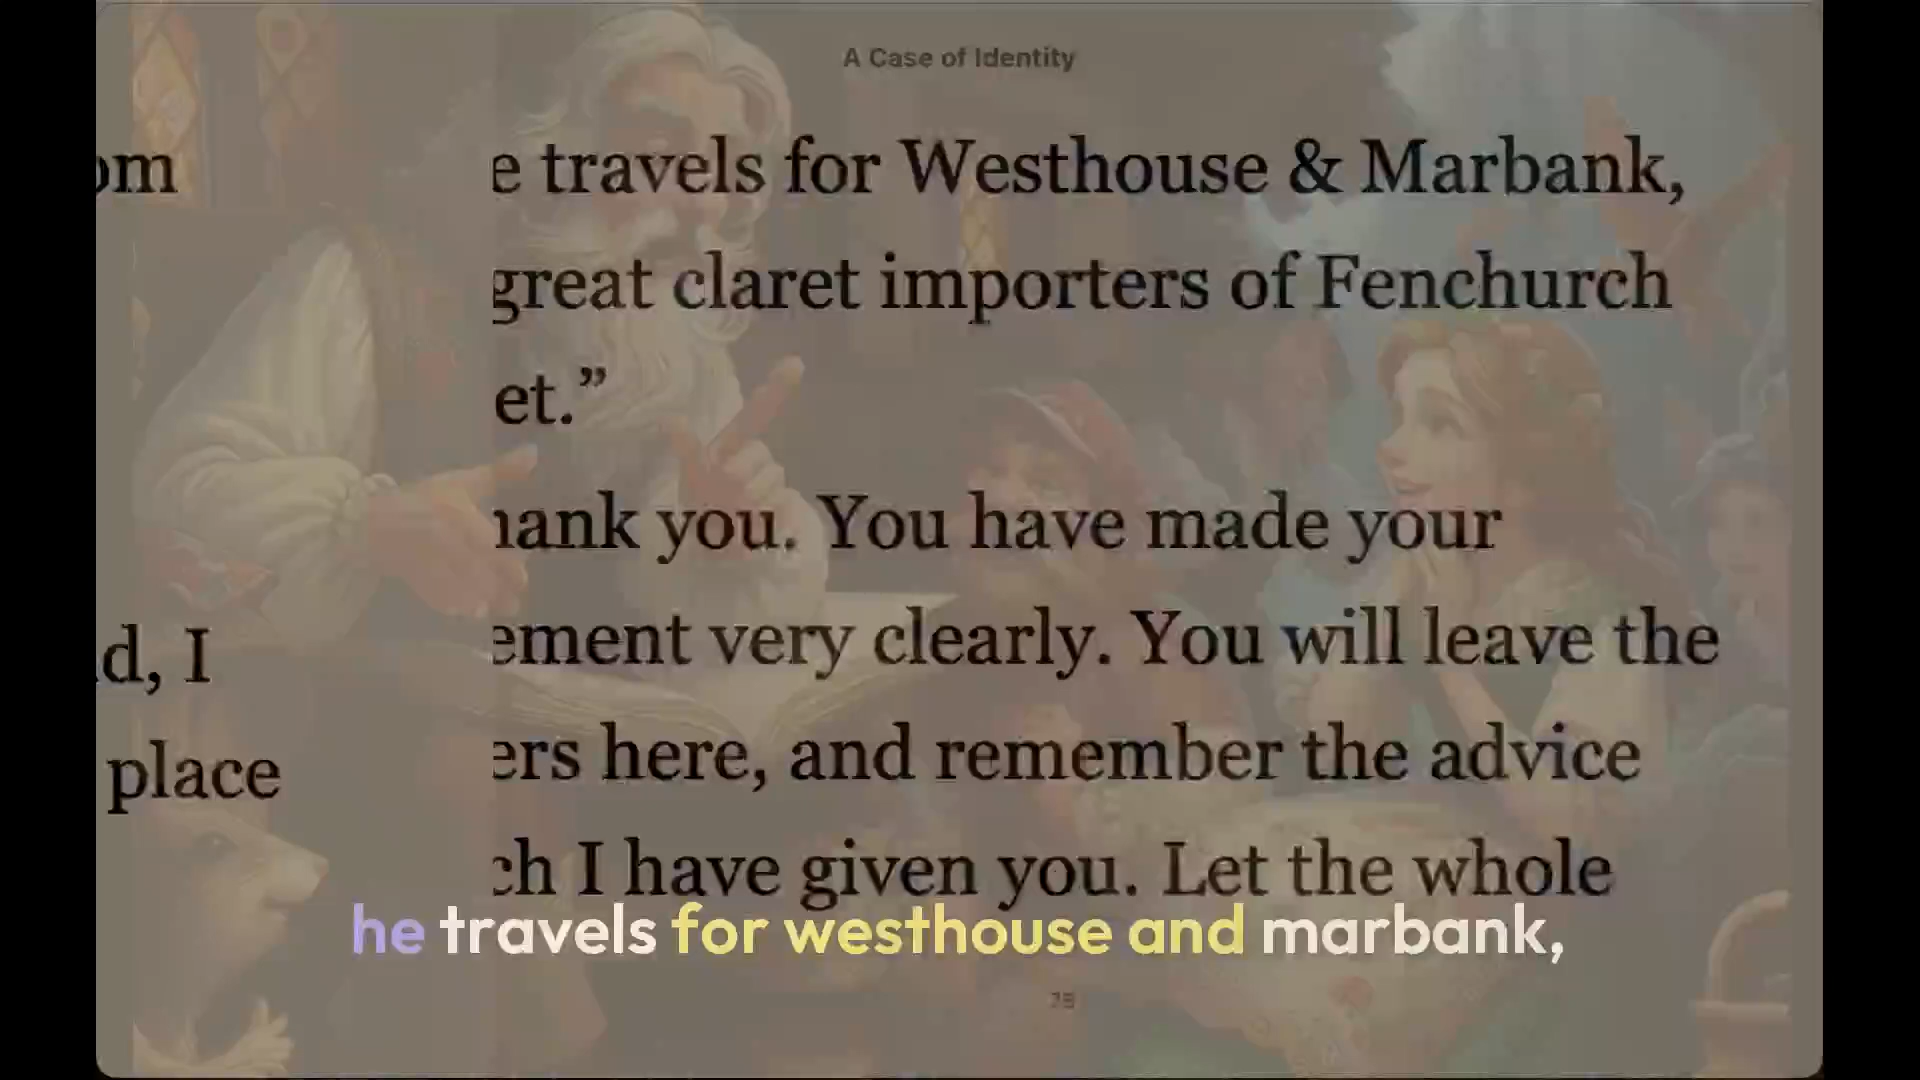 A Case of Identity
om
e travels for Westhouse & Marbank,
great claret importers of Fenchurch
et.”
hank you. You have made your
d, I
ement very clearly. You will leave the
place
ers here, and remember the advice
ch I have given you. Let the whole
he travels for westhouse and marbank,